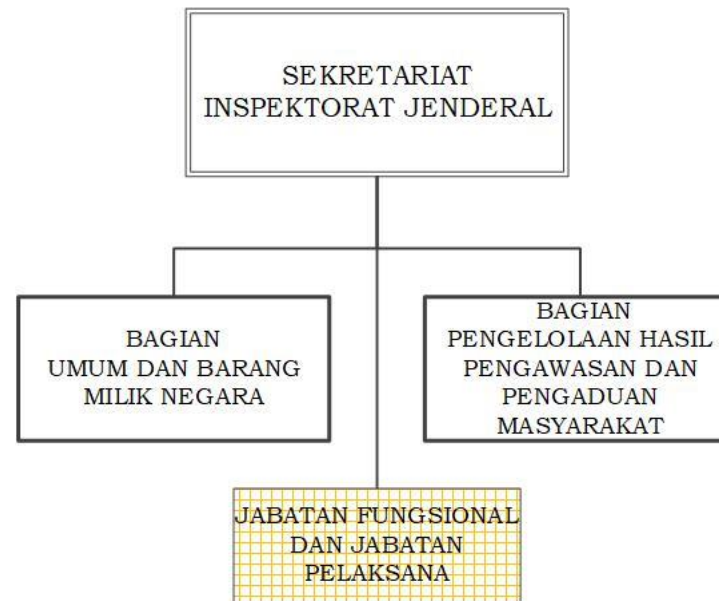 SEKRETARIAT
INSPEKTORAT JENDERAL
BAGIAN
UMUM DAN BARANG
MILIK NEGARA
BAGIAN
PENGELOLAAN HASIL
PENGAWASAN DAN
PENGADUAN
MASYARAKAT
JABATAN FUNGSIONAL
DAN JABATAN
PELAKSANA